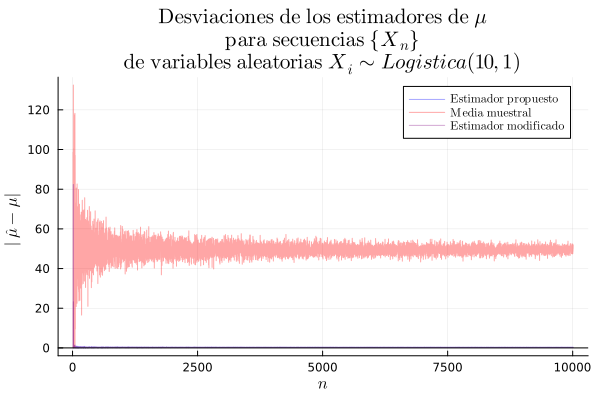 Desviaciones de los estimadores de μ
para secuencias {Xₙ}
de variables aleatorias Xᵢ ∼ Logistica(10, 1)
Estimador propuesto
Media muestral
Estimador modificado
| μ̂ − μ|
120
100
80
60
40
20
0
0 2500 5000 7500 10000
n